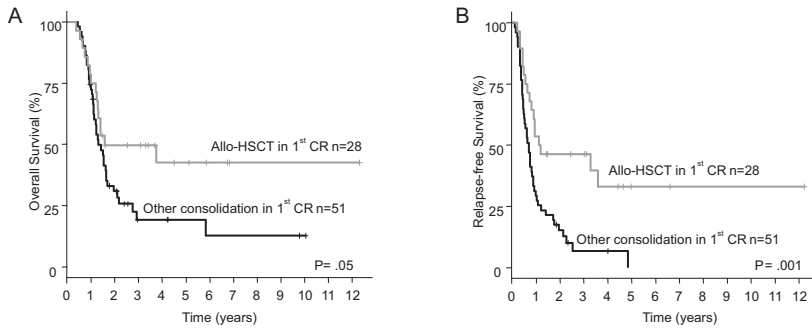 A
Overall Survival (%)
100
75
50
25
0
Allo-HSCT in 1st CR n=28
Other consolidation in 1st CR n=51
P= .05
0 1 2 3 4 5 6 7 8 9 10 11 12
Time (years)
B
Relapse-free Survival (%)
100
75
50
25
0
Allo-HSCT in 1st CR n=28
Other consolidation in 1st CR n=51
P= .001
0 1 2 3 4 5 6 7 8 9 10 11 12
Time (years)